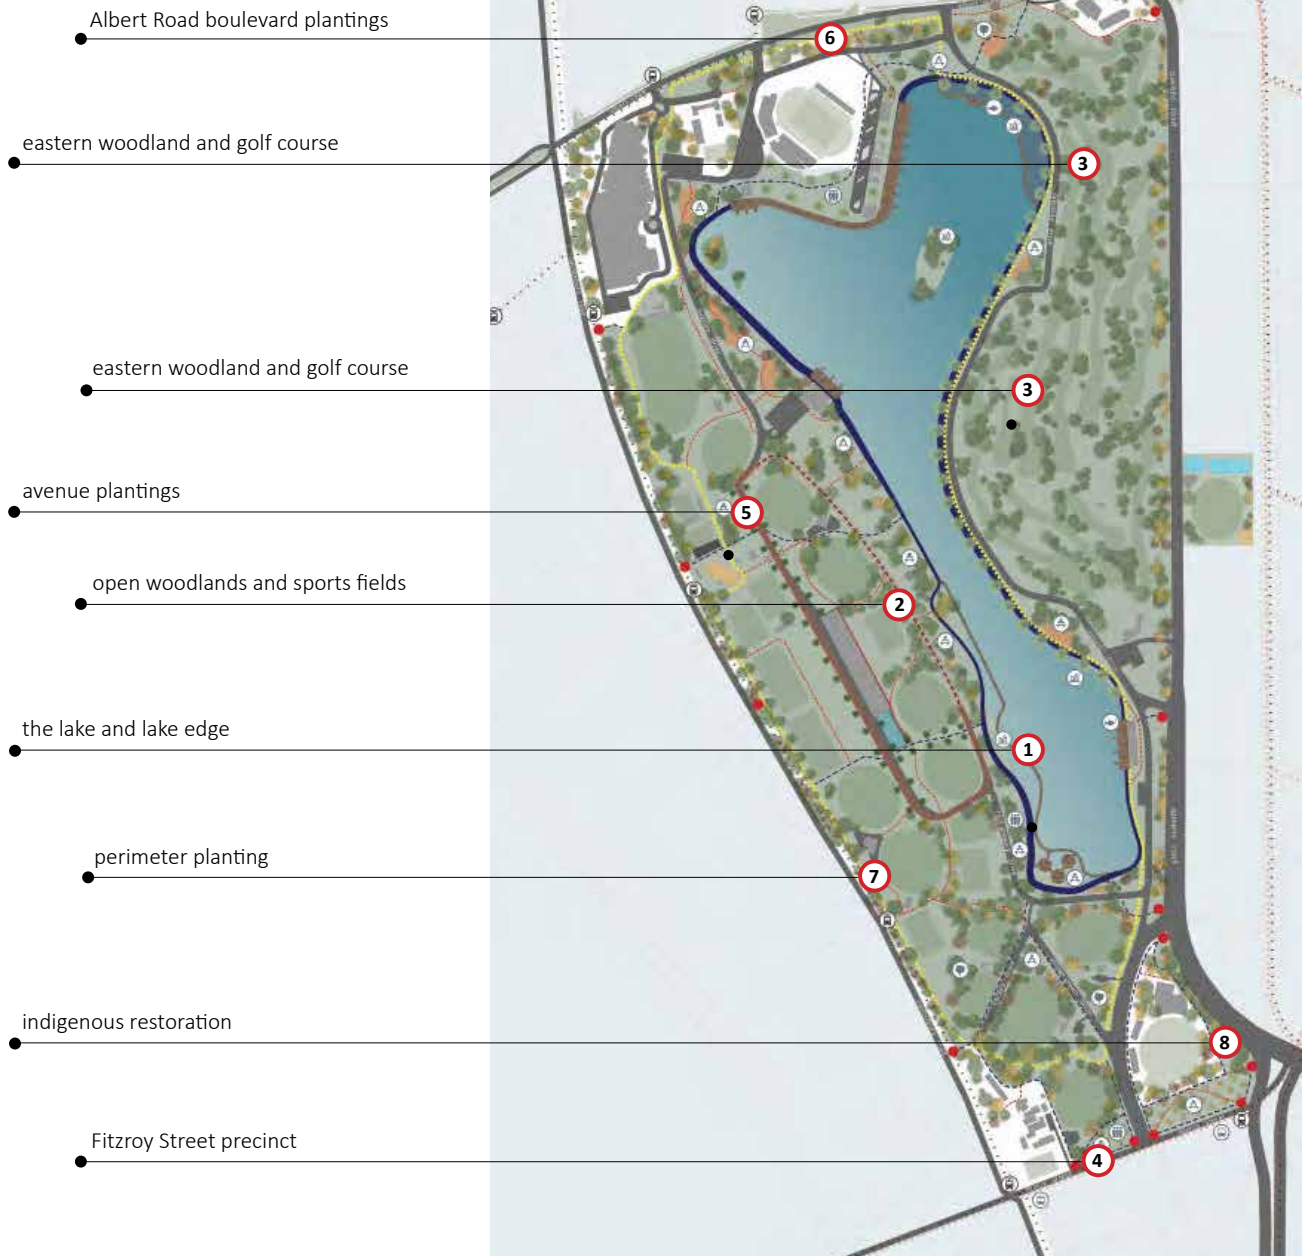 Albert Road boulevard plantings
6
eastern woodland and golf course
3
eastern woodland and golf course
3
avenue plantings
5
open woodlands and sports fields
2
the lake and lake edge
1
perimeter planting
7
indigenous restoration
8
Fitzroy Street precinct
4